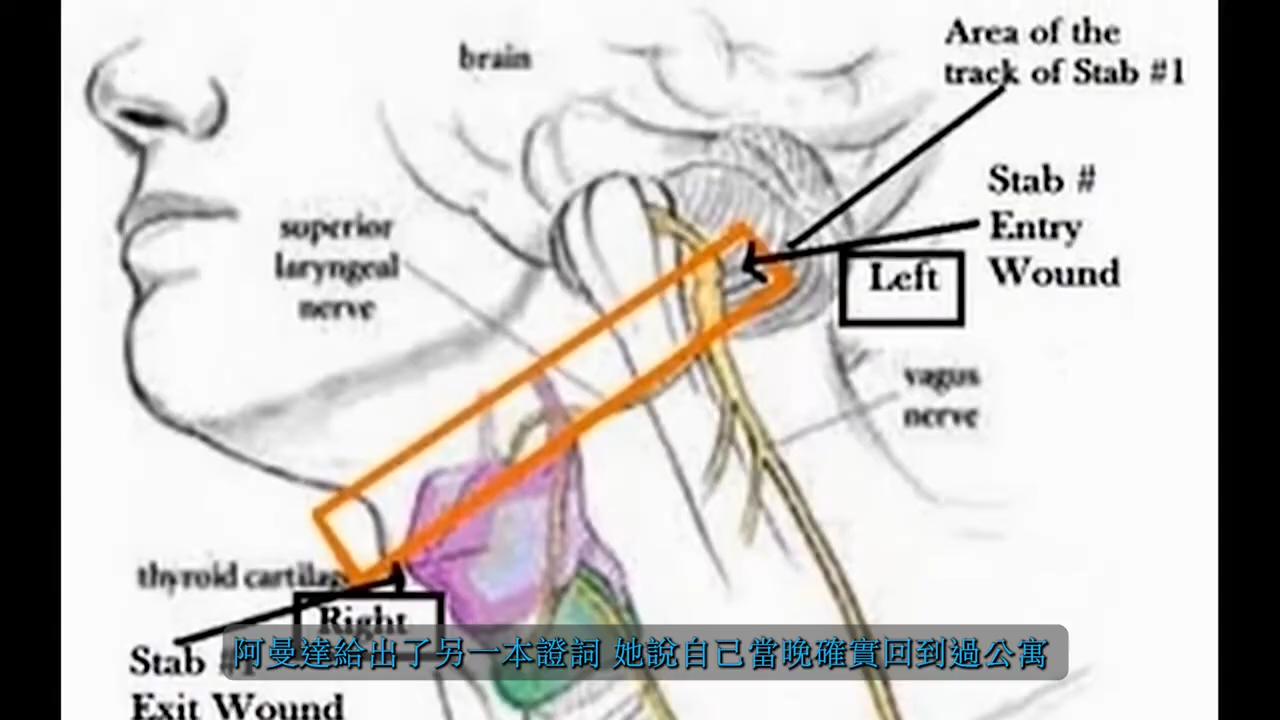 brain
Area of the
track of Stab #1
Stab #
Entry
Wound
Left
superior
laryngeal
nerve
vagus
nerve
thyroid cartilag
Right
Stab #
Exit Wound
阿曼達給出了另一本證詞 她說自己當晚確實回到過公寓